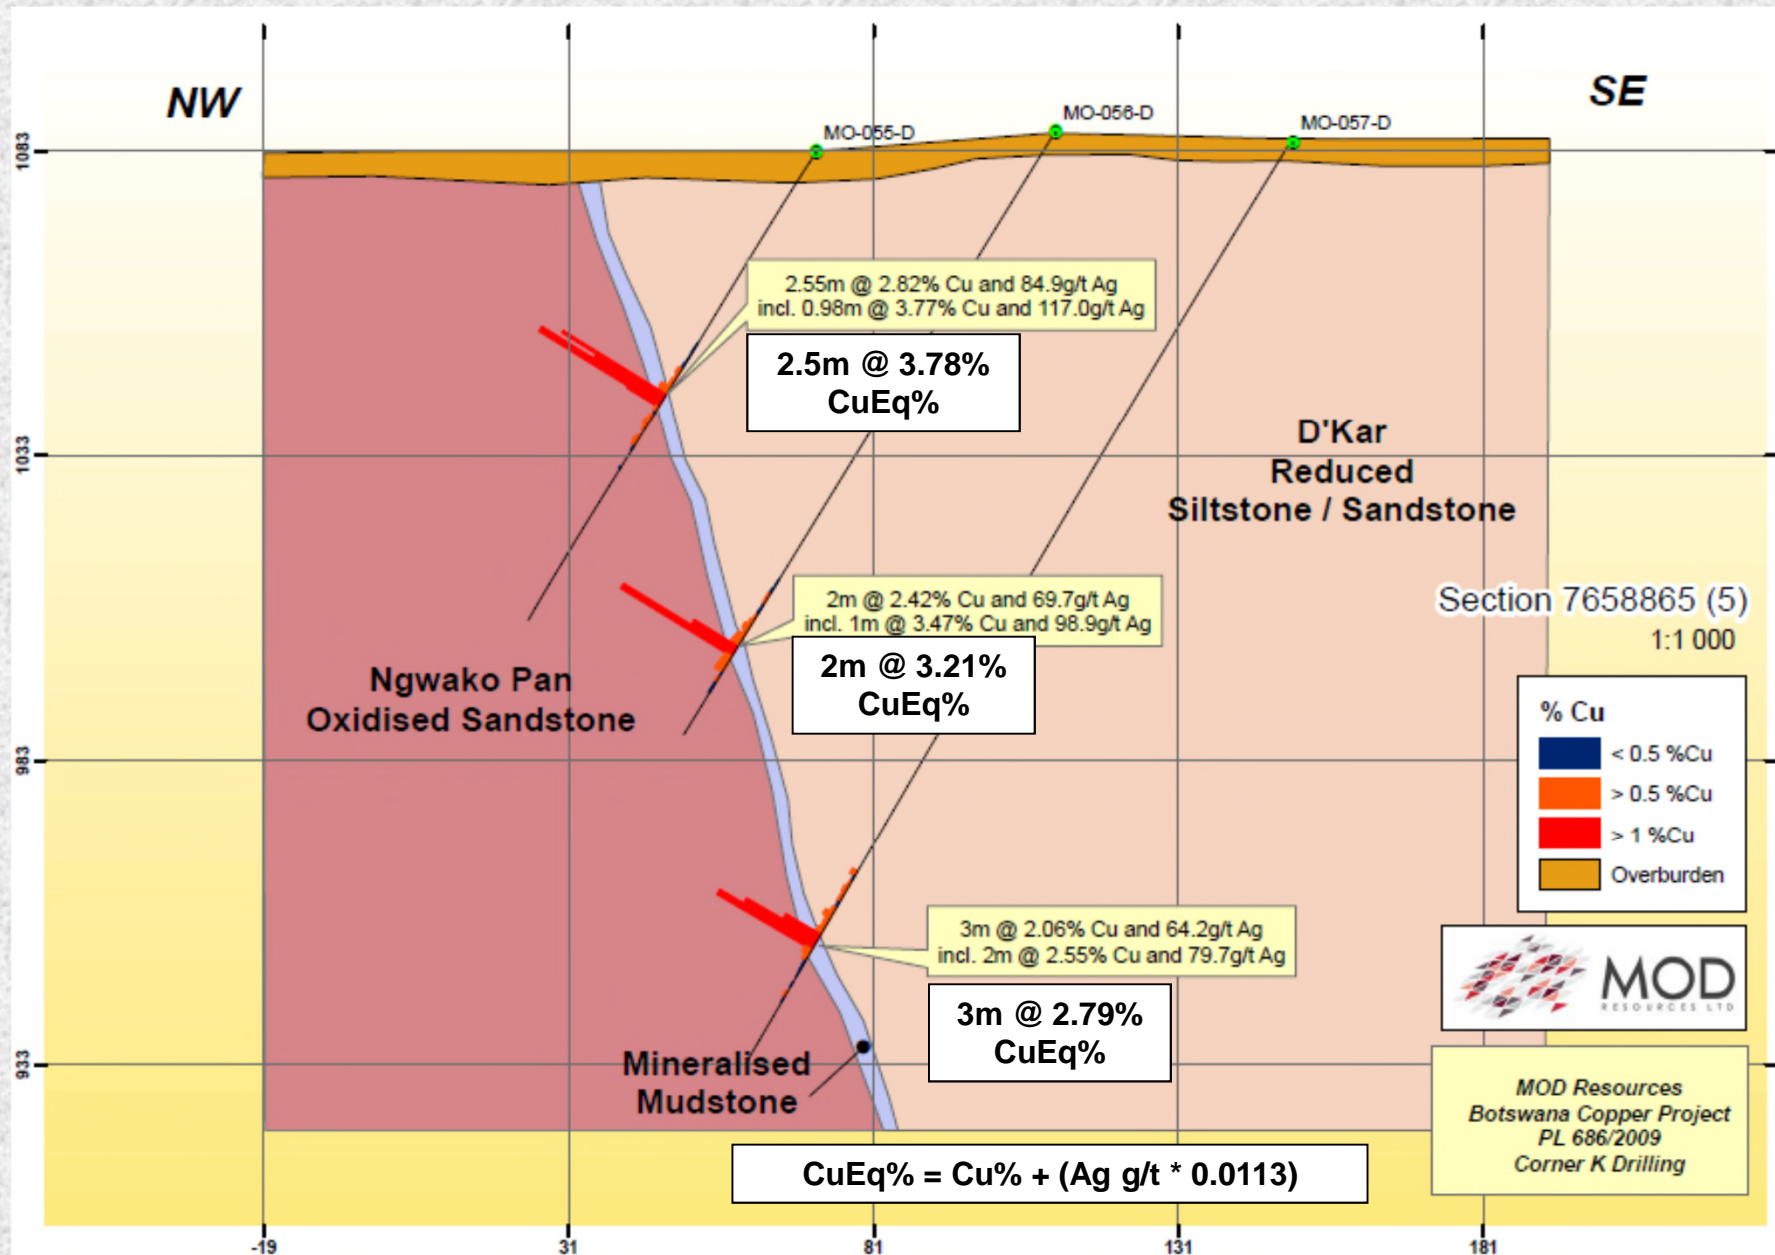 NW
SE
MO-055-D
MO-056-D
MO-057-D
1083
1033
983
933
2.55m @ 2.82% Cu and 84.9g/t Ag
incl. 0.98m @ 3.77% Cu and 117.0g/t Ag
2.5m @ 3.78%
CuEq%
D'Kar
Reduced
Siltstone / Sandstone
2m @ 2.42% Cu and 69.7g/t Ag
incl. 1m @ 3.47% Cu and 98.9g/t Ag
2m @ 3.21%
CuEq%
Section 7658865 (5)
1:1 000
Ngwako Pan
Oxidised Sandstone
% Cu
< 0.5 %Cu
> 0.5 %Cu
> 1 %Cu
Overburden
3m @ 2.06% Cu and 64.2g/t Ag
incl. 2m @ 2.55% Cu and 79.7g/t Ag
3m @ 2.79%
CuEq%
MOD
RESOURCES LTD
Mineralised
Mudstone
MOD Resources
Botswana Copper Project
PL 686/2009
Corner K Drilling
CuEq% = Cu% + (Ag g/t * 0.0113)
-19
31
81
131
181